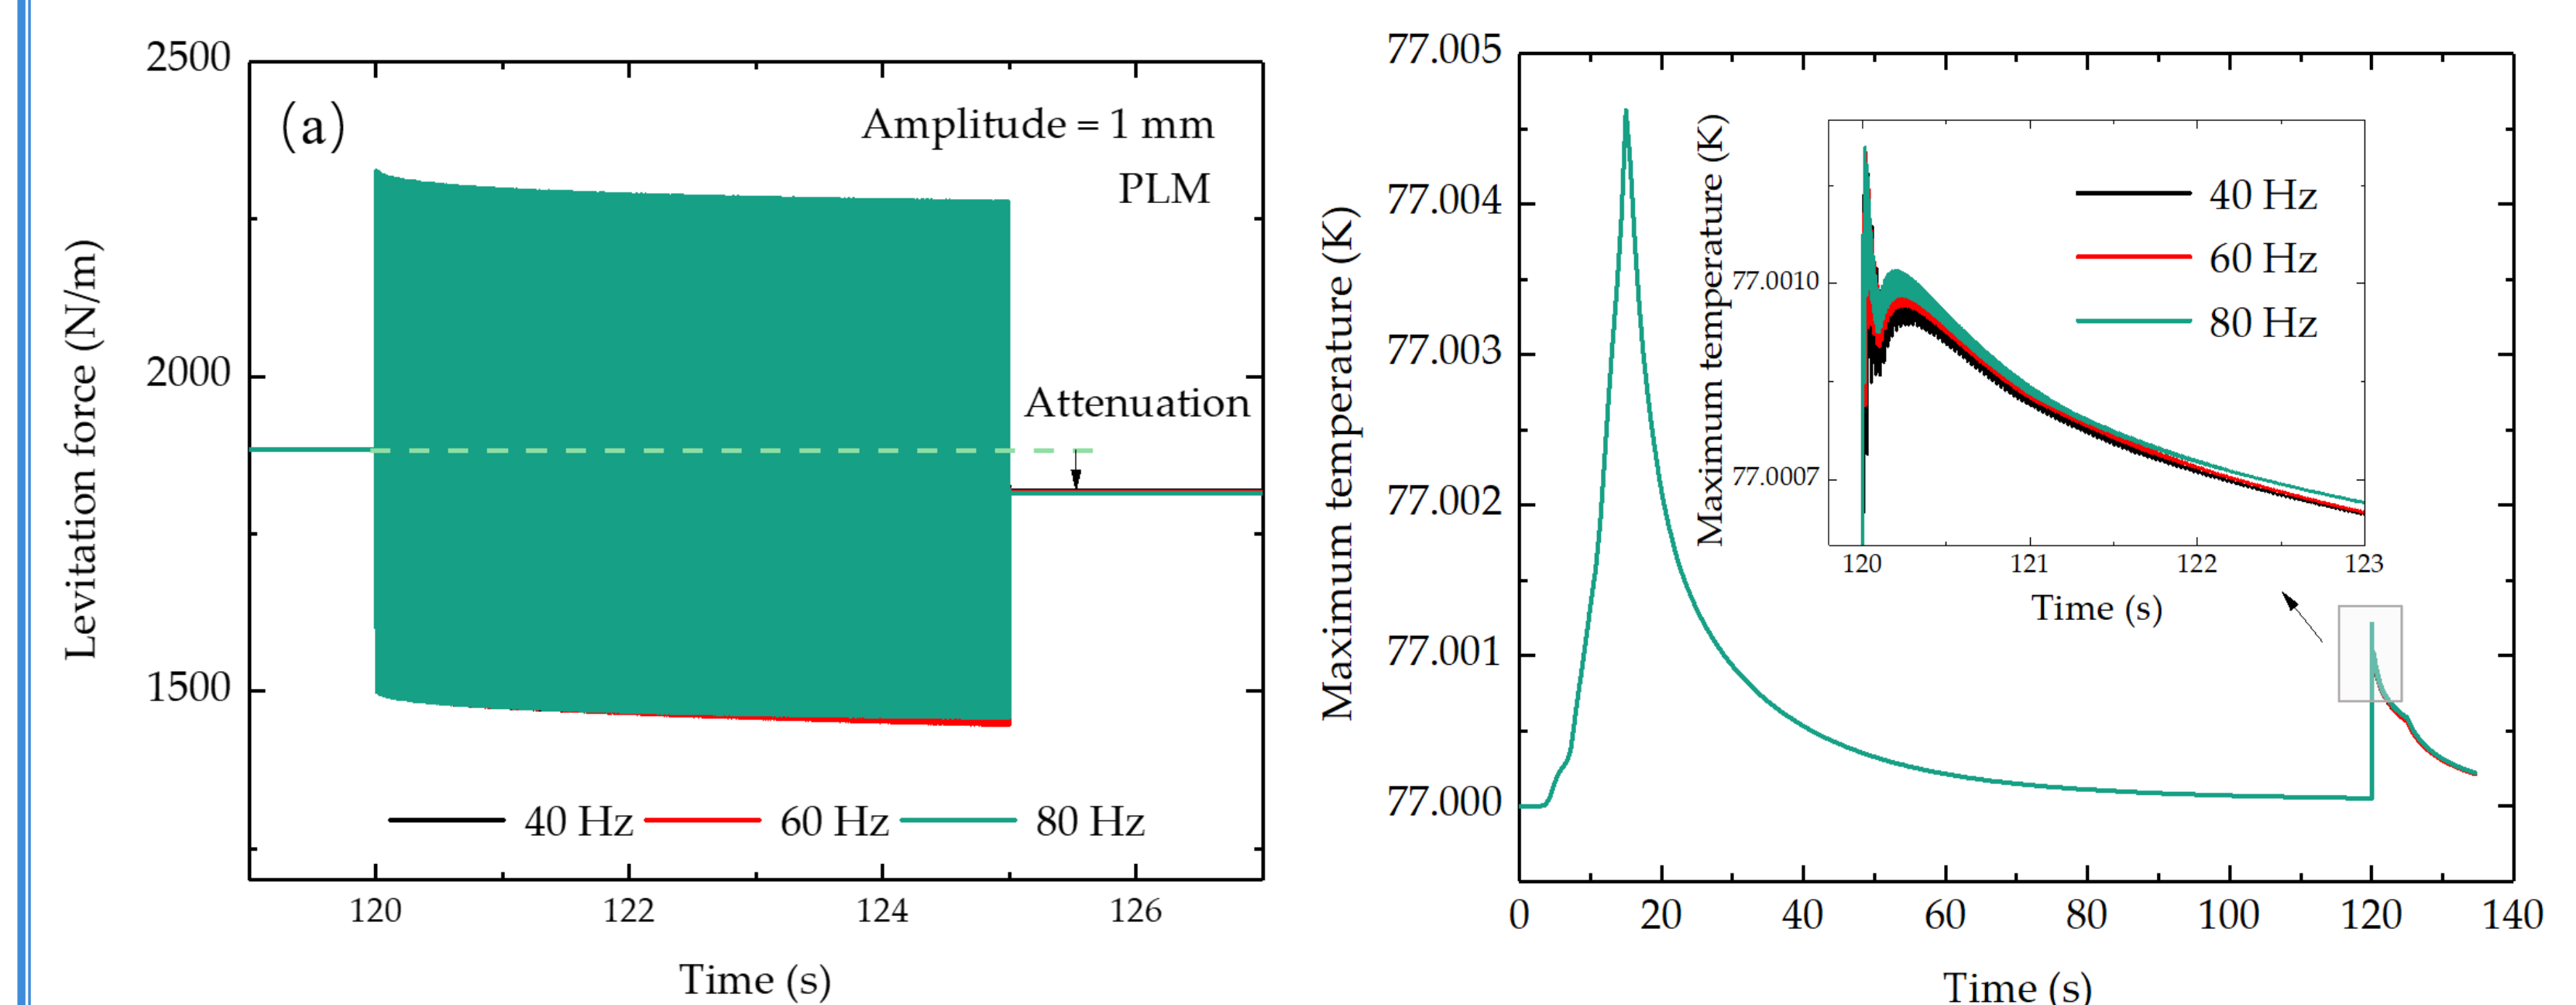 2500
2000
1500
Levitation force (N/m)
(a)
Amplitude = 1 mm
PLM
Attenuation
40 Hz
60 Hz
80 Hz
120
122
124
126
Time (s)
77.005
77.004
77.003
77.002
77.001
77.000
Maximum temperature (K)
Maximum temperature (K)
77.0010
77.0007
40 Hz
60 Hz
80 Hz
120
121
122
123
Time (s)
0
20
40
60
80
100
120
140
Time (s)